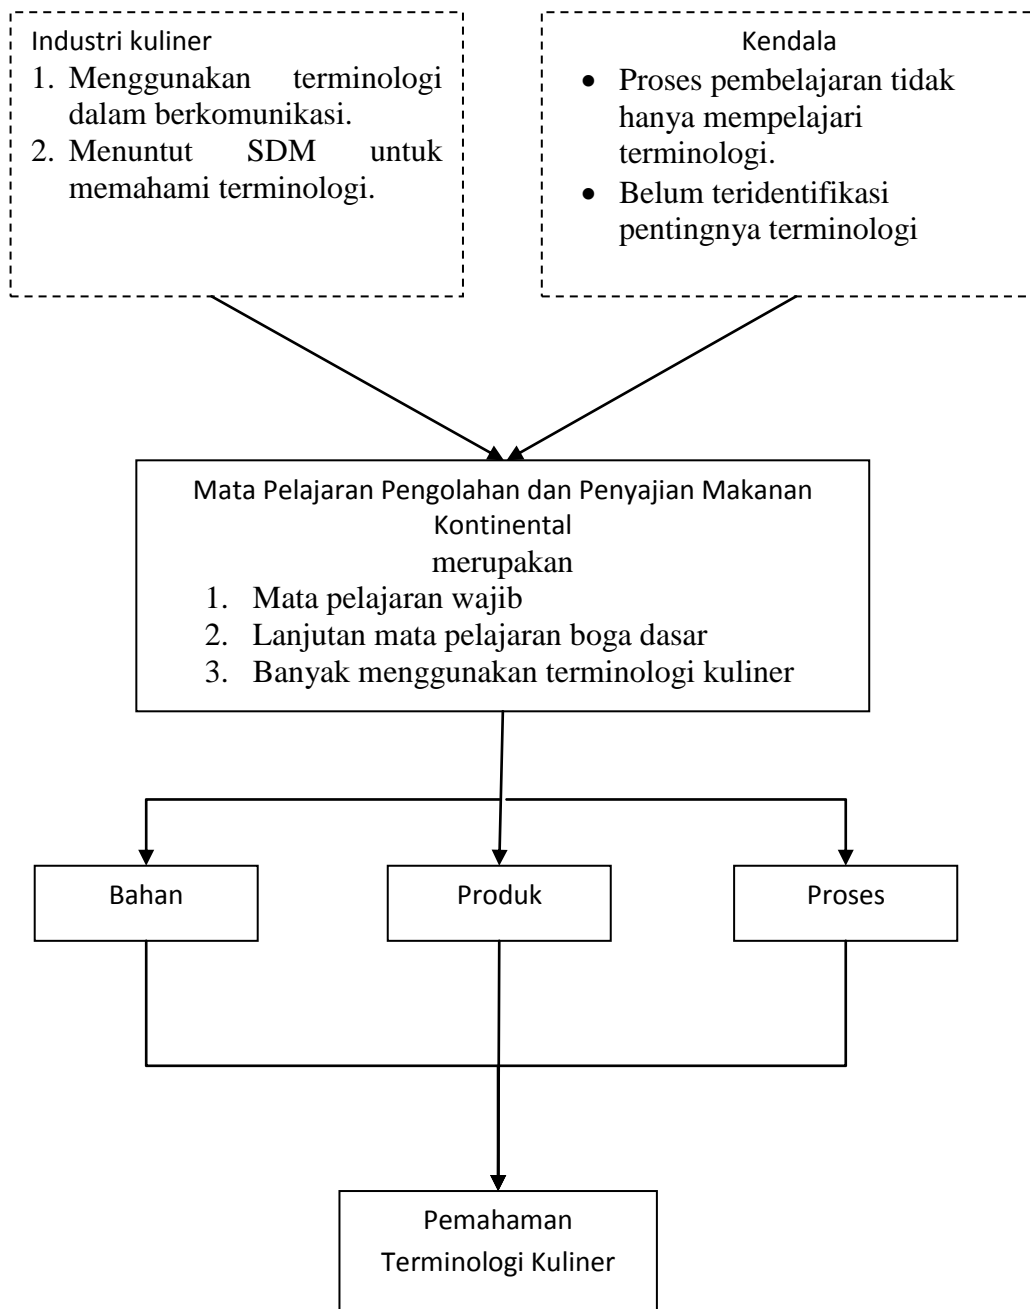 Industri kuliner
1. Menggunakan terminologi
dalam berkomunikasi.
2. Menuntut SDM untuk
memahami terminologi.
Kendala
• Proses pembelajaran tidak
hanya mempelajari
terminologi.
• Belum teridentifikasi
pentingnya terminologi
Mata Pelajaran Pengolahan dan Penyajian Makanan
Kontinental
merupakan
1. Mata pelajaran wajib
2. Lanjutan mata pelajaran boga dasar
3. Banyak menggunakan terminologi kuliner
Bahan
Produk
Proses
Pemahaman
Terminologi Kuliner